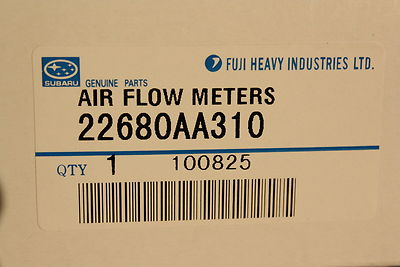 FUJI HEAVY INDUSTRIES LTD.
SUBARU
GENUINE PARTS
AIR FLOW METERS
22680AA310
QTY 1 100825